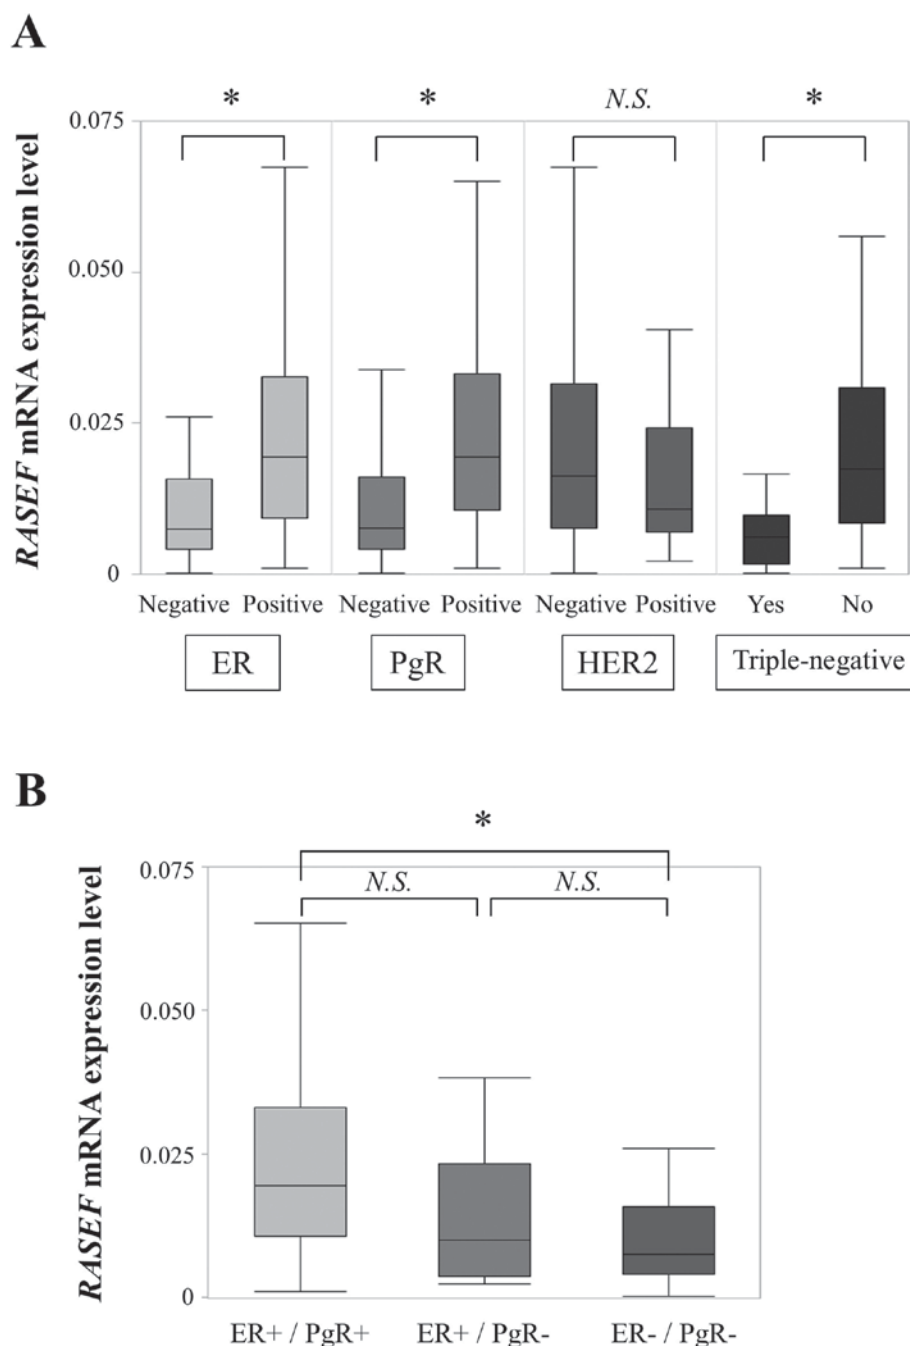 A
* * N.S. *
0.075
0.050
0.025
0
RASEF mRNA expression level
Negative Positive Negative Positive Negative Positive Yes No
ER PgR HER2 Triple-negative
B
*
N.S. N.S.
0.075
0.050
0.025
0
RASEF mRNA expression level
ER+ / PgR+ ER+ / PgR- ER- / PgR-